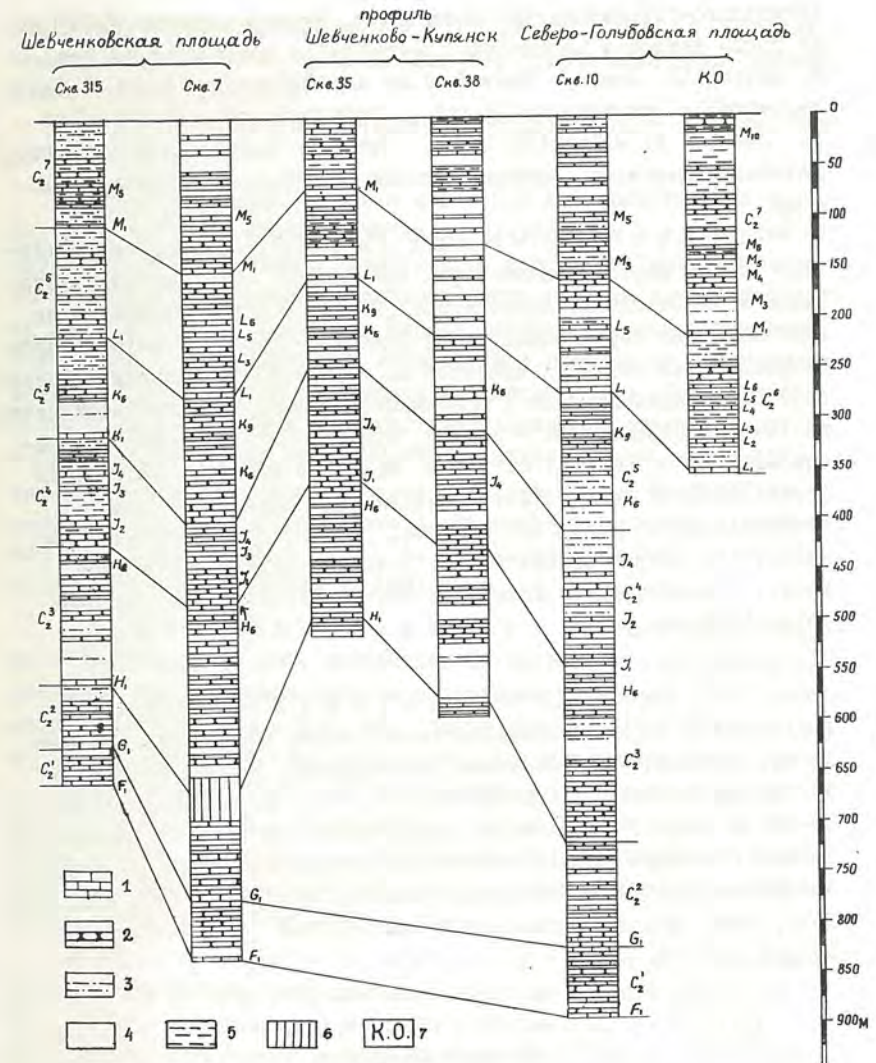 профиль
Шевченковская площадь
Шевченково-Купянск
Северо-Голубовская площадь
Скв.315
Скв.7
Скв.35
Скв.38
Скв.10
К.О
C₂⁷
M₅
M₁
C₂⁶
L₁
C₂⁵
K₆
K₁
J₄
J₃
C₂⁴
J₂
H₆
C₂³
H₁
C₂²
G₁
C₂¹
F₁
M₅
M₁
L₆
L₅
L₃
L₁
K₉
K₆
J₄
J₃
H₆
G₁
F₁
M₁
L₁
K₉
K₈
J₄
J₁
H₆
H₁
K₈
J₄
M₅
M₃
L₅
L₁
K₉
C₂⁵
K₆
J₄
C₂⁴
J₂
J₁
H₆
C₂³
C₂²
G₁
C₂¹
F₁
M₁₀
C₂⁷
M₆
M₅
M₄
M₃
M₁
L₆
L₅ C₂⁶
L₄
L₃
L₂
L₁
0
50
100
150
200
250
300
350
400
450
500
550
600
650
700
750
800
850
900м
1
2
3
4
5
6
К.О. 7